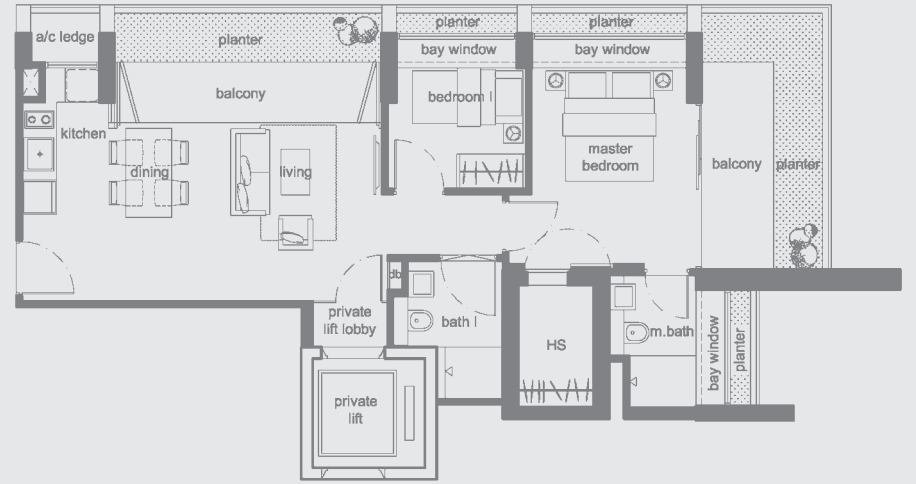 a/c ledge
planter
planter
planter
bay window
bay window
balcony
bedroom I
kitchen
dining
living
master
bedroom
balcony
planter
db
private
lift lobby
bath I
HS
m.bath
bay window
planter
private
lift